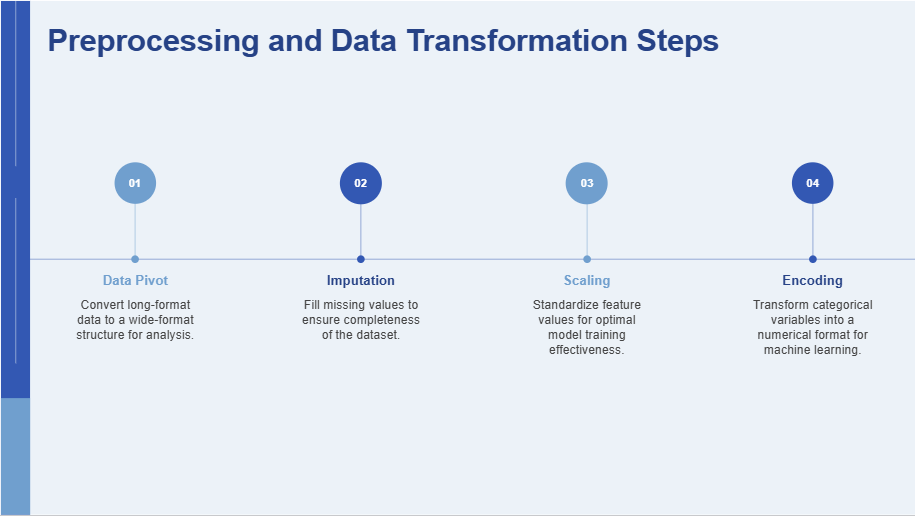 Preprocessing and Data Transformation Steps
01
02
03
04
Data Pivot
Convert long-format
data to a wide-format
structure for analysis.
Imputation
Fill missing values to
ensure completeness
of the dataset.
Scaling
Standardize feature
values for optimal
model training
effectiveness.
Encoding
Transform categorical
variables into a
numerical format for
machine learning.